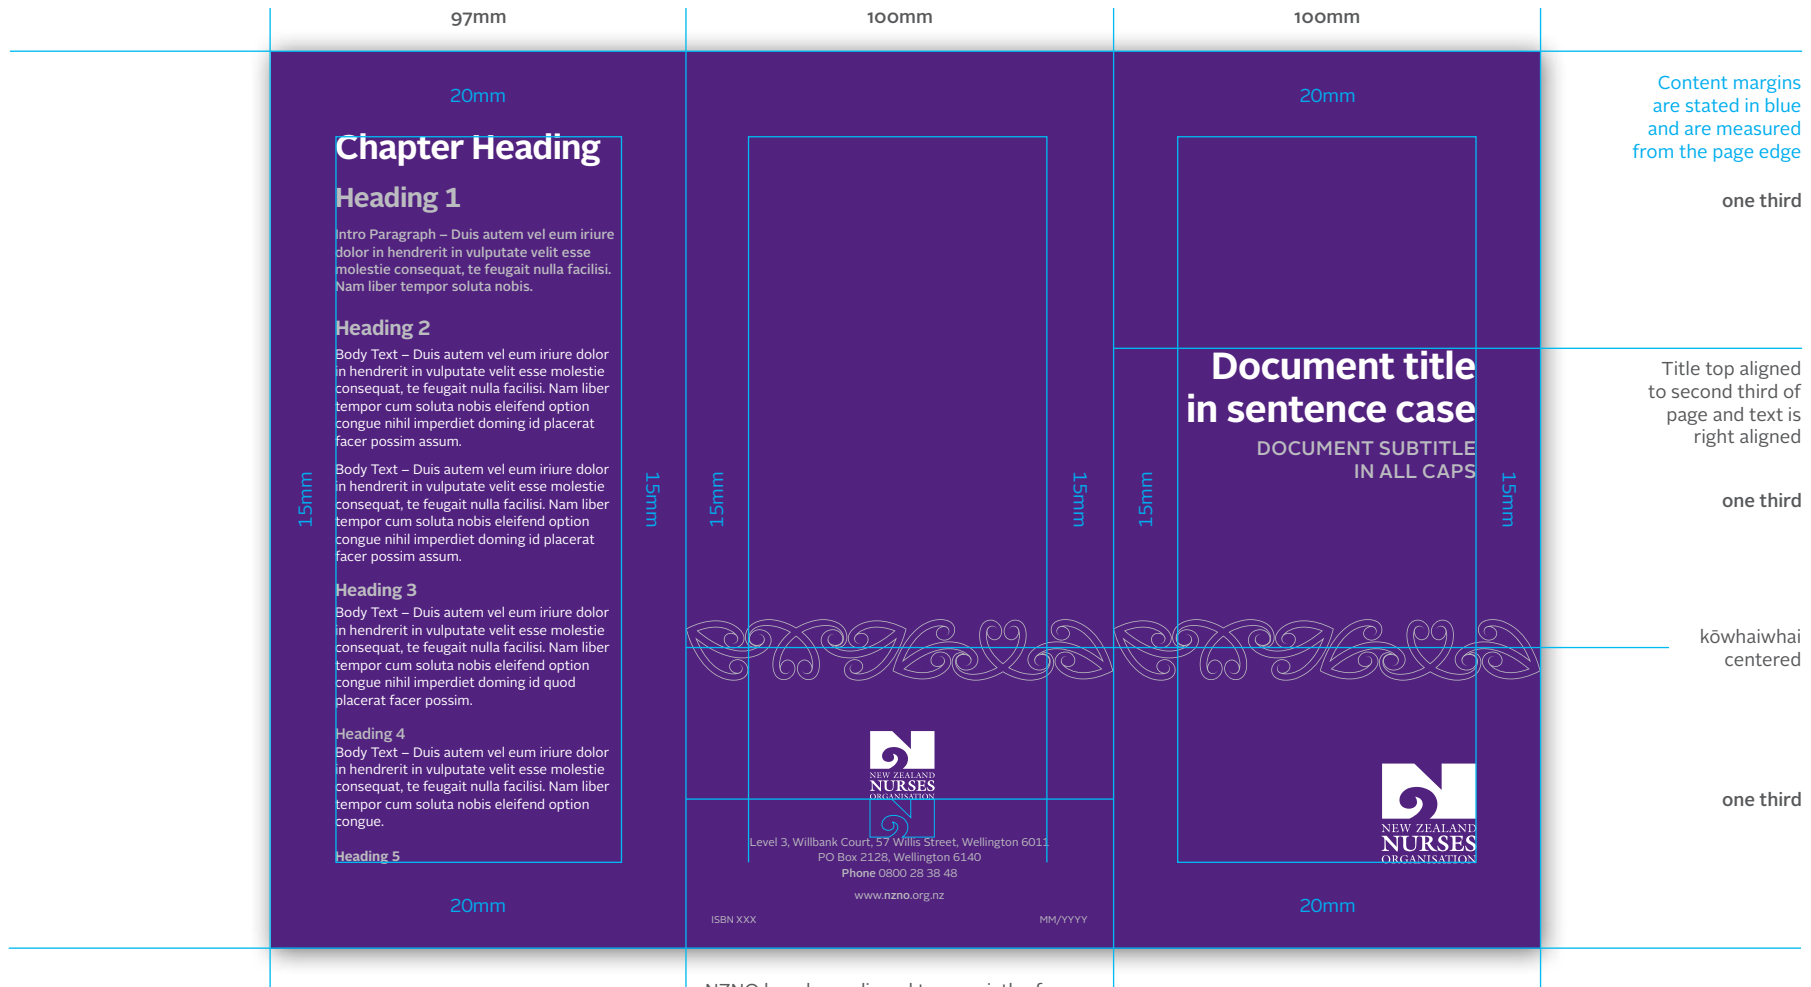 97mm
100mm
100mm
20mm
20mm
Content margins
are stated in blue
and are measured
from the page edge
one third
Chapter Heading
Heading 1
Intro Paragraph – Duis autem vel eum iriure
dolor in hendrerit in vulputate velit esse
molestie consequat, te feugait nulla facilisi.
Nam liber tempor soluta nobis.
Heading 2
Body Text – Duis autem vel eum iriure dolor
in hendrerit in vulputate velit esse molestie
consequat, te feugait nulla facilisi. Nam liber
tempor cum soluta nobis eleifend option
congue nihil imperdiet doming id placerat
facer possim assum.
Body Text – Duis autem vel eum iriure dolor
in hendrerit in vulputate velit esse molestie
consequat, te feugait nulla facilisi. Nam liber
tempor cum soluta nobis eleifend option
congue nihil imperdiet doming id placerat
facer possim assum.
Heading 3
Body Text – Duis autem vel eum iriure dolor
in hendrerit in vulputate velit esse molestie
consequat, te feugait nulla facilisi. Nam liber
tempor cum soluta nobis eleifend option
congue nihil imperdiet doming id quod
placerat facer possim.
Heading 4
Body Text – Duis autem vel eum iriure dolor
in hendrerit in vulputate velit esse molestie
consequat, te feugait nulla facilisi. Nam liber
tempor cum soluta nobis eleifend option
congue.
Heading 5
15mm
15mm
15mm
15mm
15mm
15mm
Document title
in sentence case
DOCUMENT SUBTITLE
IN ALL CAPS
Title top aligned
to second third of
page and text is
right aligned
one third
kōwhaiwhai
centered
NEW ZEALAND
NURSES
ORGANISATION
Level 3, Willbank Court, 57 Willis Street, Wellington 6011
PO Box 2128, Wellington 6140
Phone 0800 28 38 48
www.nzno.org.nz
ISBN XXX
MM/YYYY
NEW ZEALAND
NURSES
ORGANISATION
one third
20mm
20mm